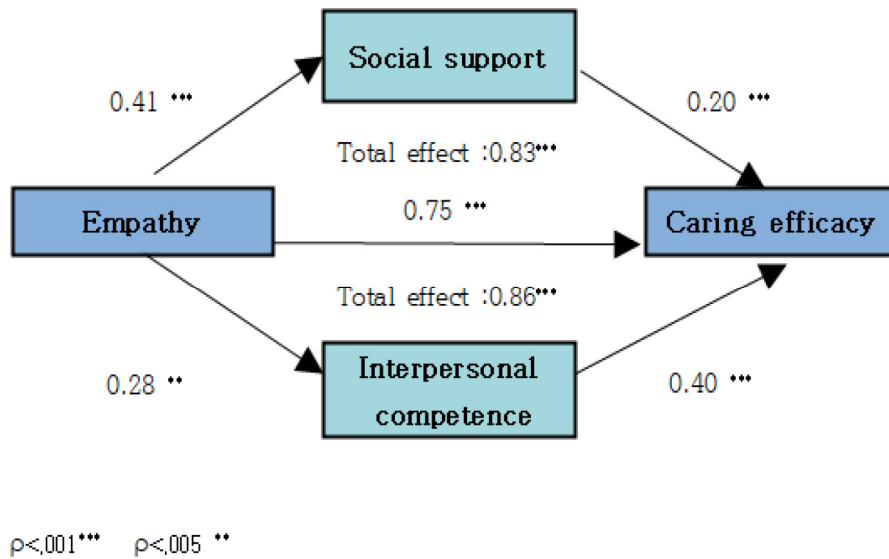 Social support
0.41 ***
0.20 ***
Total effect :0.83***
Empathy
0.75 ***
Caring efficacy
Total effect :0.86***
0.28 **
Interpersonal
competence
0.40 ***
ρ<.001*** ρ<.005 **